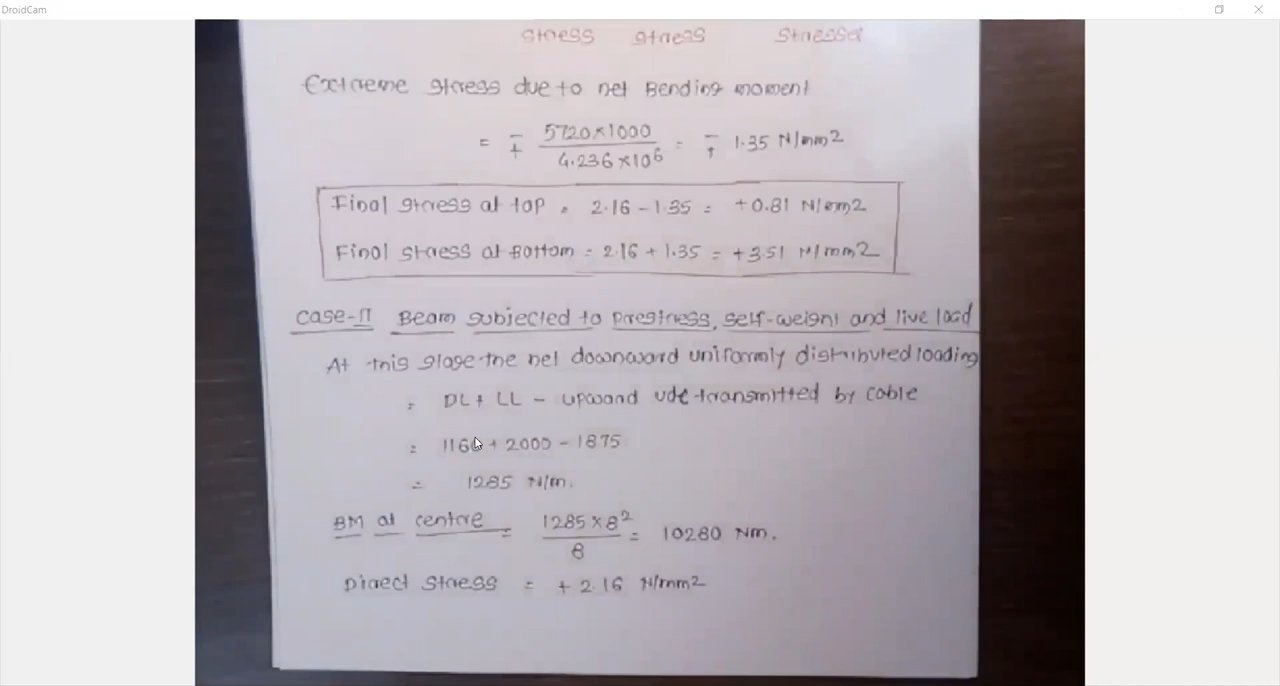 DroidCam
stress stress stresses
Extreme stress due to net Bending moment
= ∓ 5720×1000 / 4.236×10⁶ = ∓ 1.35 N/mm2
Final stress at top = 2.16 - 1.35 = +0.81 N/mm2
Final stress at Bottom = 2.16 + 1.35 = +3.51 N/mm2
case-II Beam subjected to prestress, self-weight and live load
At this stage the net downward uniformly distributed loading
= DL + LL - upward udl transmitted by cable
= 1160 + 2000 - 1875
= 1285 N/m.
BM at centre = 1285 × 8² / 8 = 10280 Nm.
Direct stress = + 2.16 N/mm2